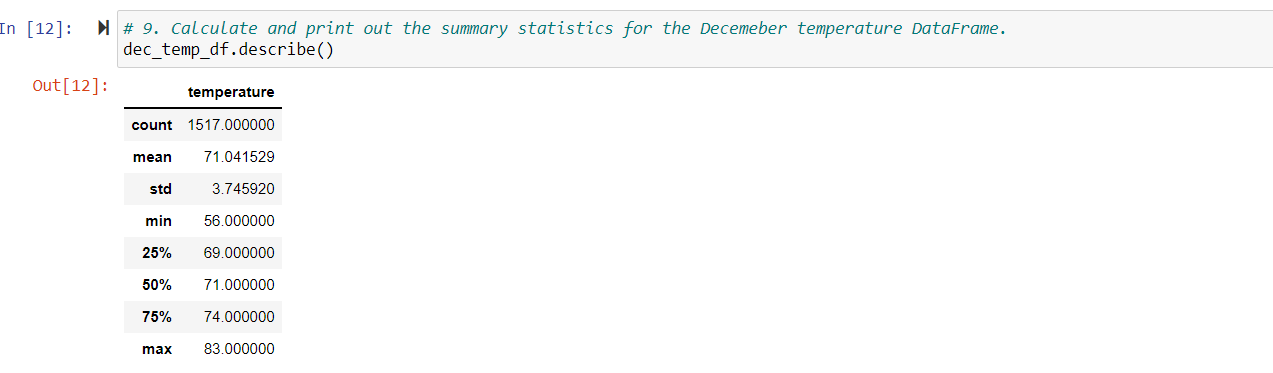 In [12]: # 9. Calculate and print out the summary statistics for the Decemeber temperature DataFrame.
dec_temp_df.describe()
Out[12]:
temperature
count 1517.000000
mean 71.041529
std 3.745920
min 56.000000
25% 69.000000
50% 71.000000
75% 74.000000
max 83.000000